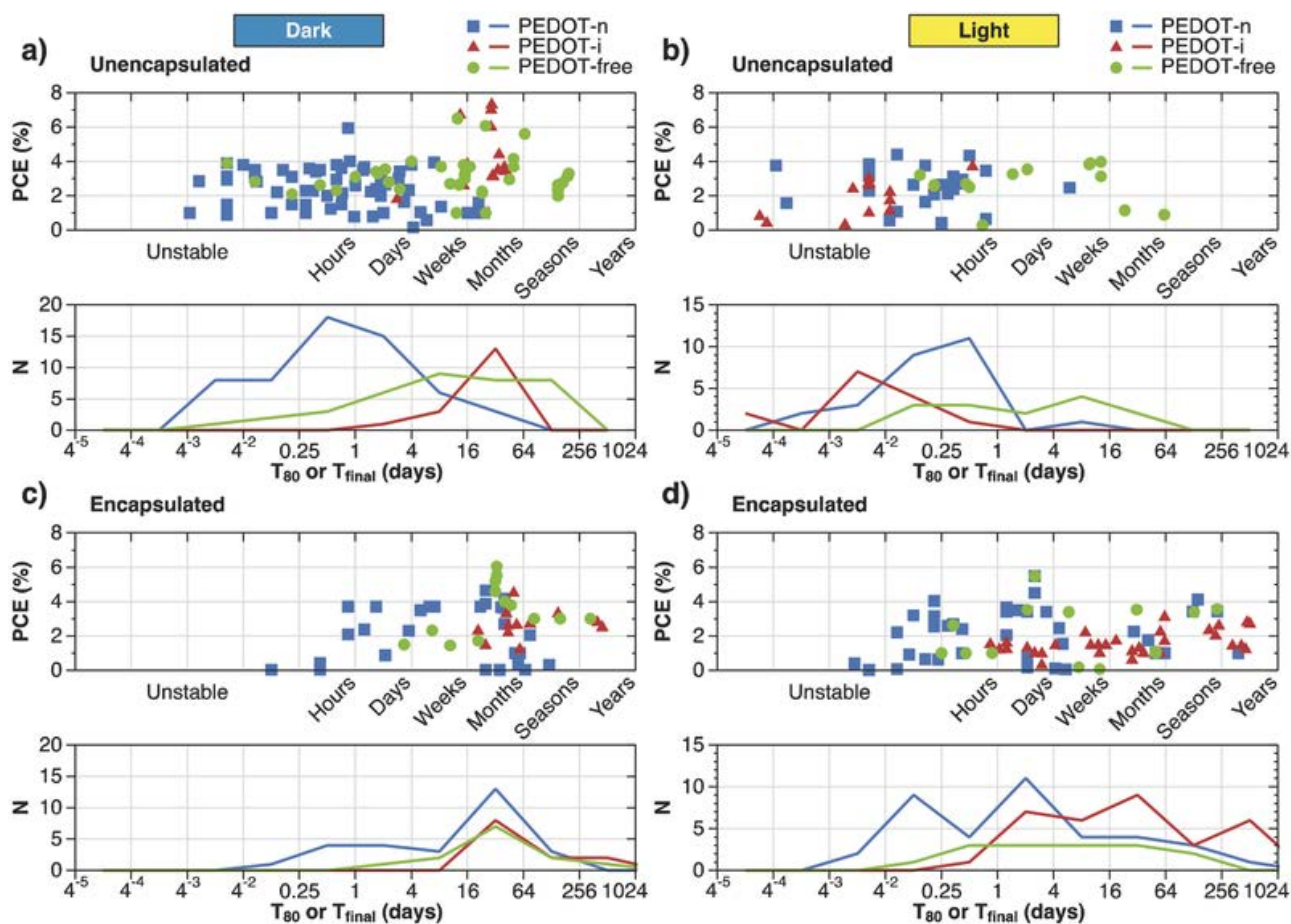 Dark
Light
a)
Unencapsulated
PEDOT-n
PEDOT-i
PEDOT-free
PCE (%)
8
6
4
2
0
Unstable
Hours
Days
Weeks
Months
Seasons
Years
N
20
15
10
5
0
4-5
4-3
4-2
0.25
1
4
16
64
256
1024
T80 or Tfinal (days)
b)
Unencapsulated
PEDOT-n
PEDOT-i
PEDOT-free
PCE (%)
8
6
4
2
0
Unstable
Hours
Days
Weeks
Months
Seasons
Years
N
15
10
5
0
4-5
4-3
4-2
0.25
1
4
16
64
256
1024
T80 or Tfinal (days)
c)
Encapsulated
PCE (%)
8
6
4
2
0
Unstable
Hours
Days
Weeks
Months
Seasons
Years
N
20
15
10
5
0
4-5
4-3
4-2
0.25
1
4
16
64
256
1024
T80 or Tfinal (days)
d)
Encapsulated
PCE (%)
8
6
4
2
0
Unstable
Hours
Days
Weeks
Months
Seasons
Years
N
15
10
5
0
4-5
4-3
4-2
0.25
1
4
16
64
256
1024
T80 or Tfinal (days)